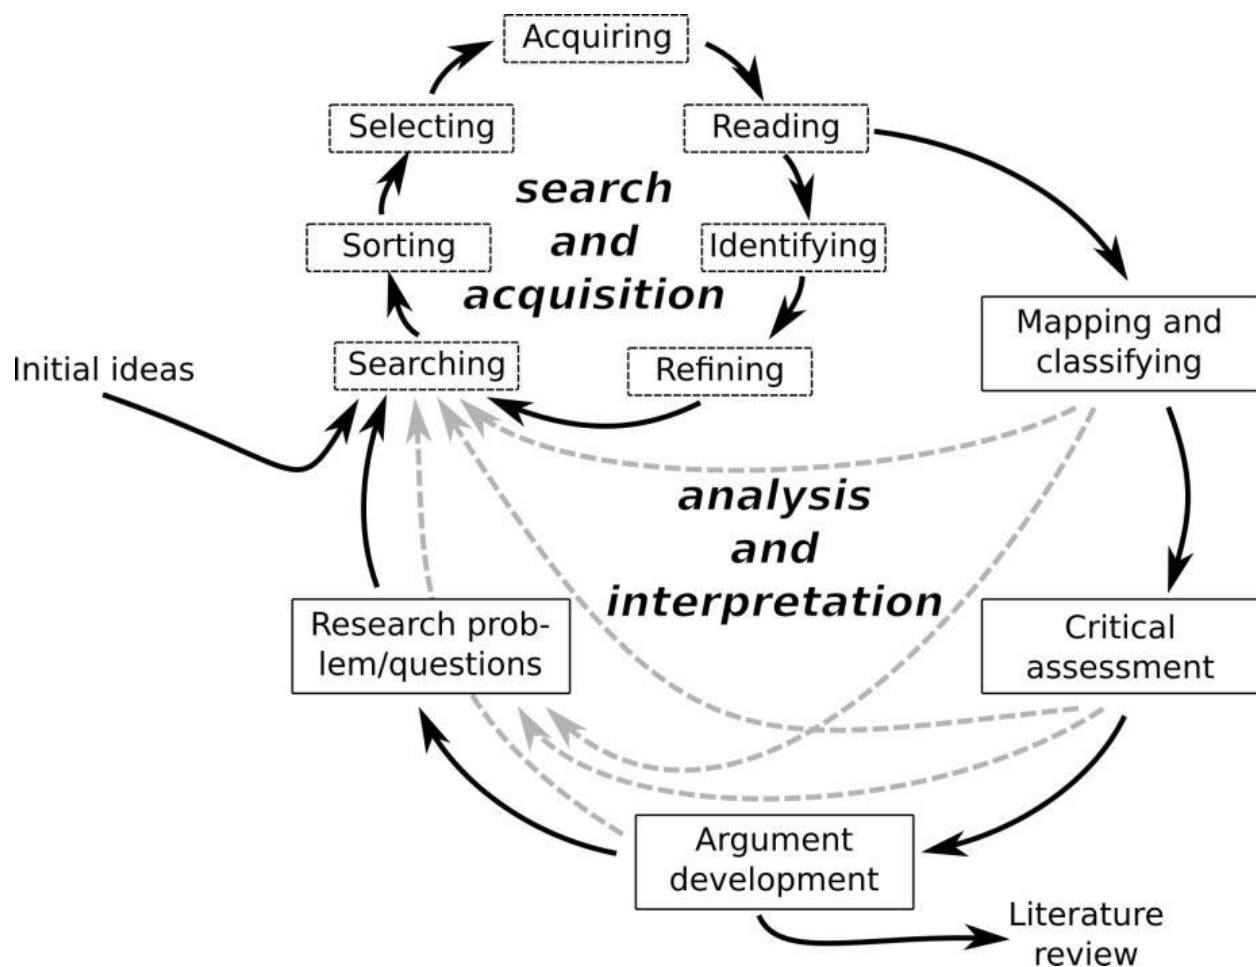 Acquiring
Selecting
Reading
search
and
acquisition
Sorting
Identifying
Searching
Refining
Initial ideas
Mapping and
classifying
analysis
and
interpretation
Research prob-
lem/questions
Critical
assessment
Argument
development
Literature
review